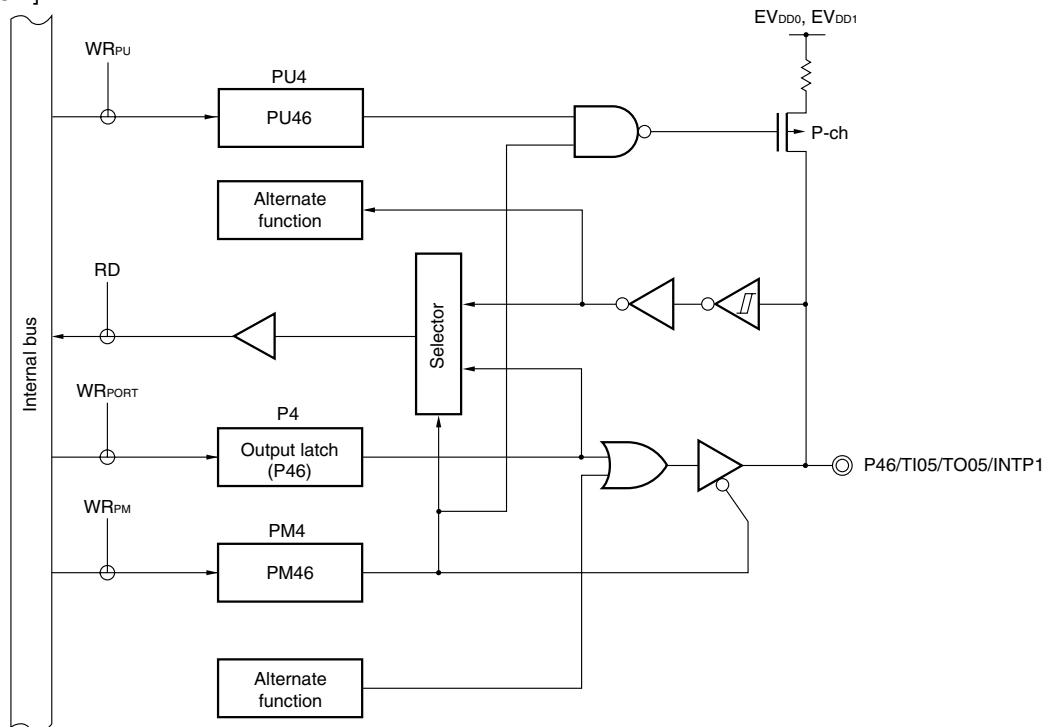 EVDD0, EVDD1
WRPU
PU4
PU46
P-ch
Alternate
function
RD
Selector
Internal bus
WRPORT
P4
Output latch
(P46)
P46/TI05/TO05/INTP1
WRPM
PM4
PM46
Alternate
function